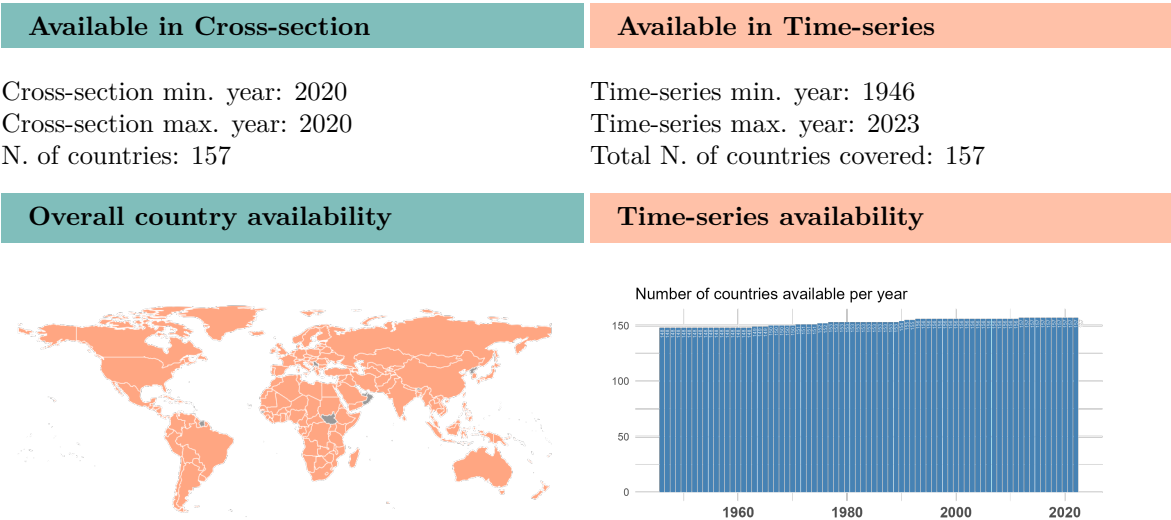 Available in Cross-section
Cross-section min. year: 2020
Cross-section max. year: 2020
N. of countries: 157
Available in Time-series
Time-series min. year: 1946
Time-series max. year: 2023
Total N. of countries covered: 157
Overall country availability
Time-series availability
Number of countries available per year
150
100
50
0
1960 1980 2000 2020